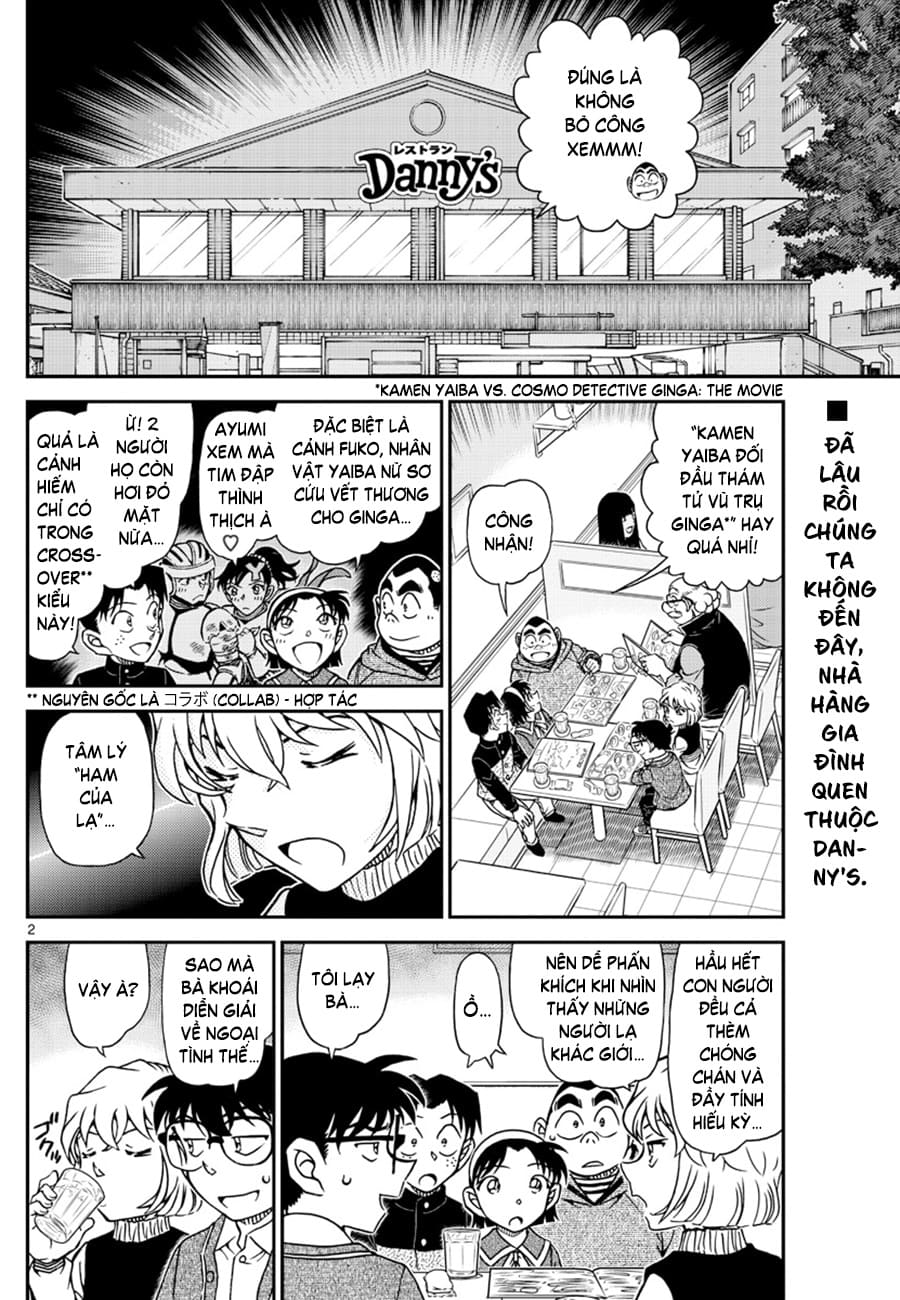 ĐÚNG LÀ
KHÔNG
BỎ CÔNG
XEMMM!
レストラン
Danny's
*KAMEN YAIBA VS. COSMO DETECTIVE GINGA: THE MOVIE
■ ĐÃ
LÂU
RỒI
CHÚNG
TA
KHÔNG
ĐẾN
ĐÂY,
NHÀ
HÀNG
GIA
ĐÌNH
QUEN
THUỘC
DAN-
NY'S.
"KAMEN
YAIBA ĐỐI
ĐẦU THÁM
TỬ VŨ TRỤ
GINGA*" HAY
QUÁ NHỈ!
CÔNG
NHẬN!
ĐẶC BIỆT LÀ
CẢNH FUKO, NHÂN
VẬT YAIBA NỮ SƠ
CỨU VẾT THƯƠNG
CHO GINGA...
AYUMI
XEM MÀ
TIM ĐẬP
THÌNH
THỊCH À
♡
Ừ! 2
NGƯỜI
HỌ CÒN
HƠI ĐỎ
MẶT
NỮA...
QUẢ LÀ
CẢNH
HIẾM
CHỈ CÓ
TRONG
CROSS-
OVER**
KIỂU
NÀY!
** NGUYÊN GỐC LÀ コラボ (COLLAB) - HỢP TÁC
TÂM LÝ
"HAM
CỦA
LẠ"...
2
HẦU HẾT
CON NGƯỜI
ĐỀU CẢ
THÈM
CHÓNG
CHÁN VÀ
ĐẦY TÍNH
HIẾU KỲ...
NÊN DỄ PHẤN
KHÍCH KHI NHÌN
THẤY NHỮNG
NGƯỜI LẠ
KHÁC GIỚI...
Ồ...
TÔI LẠY
BÀ...
SAO MÀ
BÀ KHOÁI
DIỄN GIẢI
VỀ NGOẠI
TÌNH THẾ...
VẬY À?